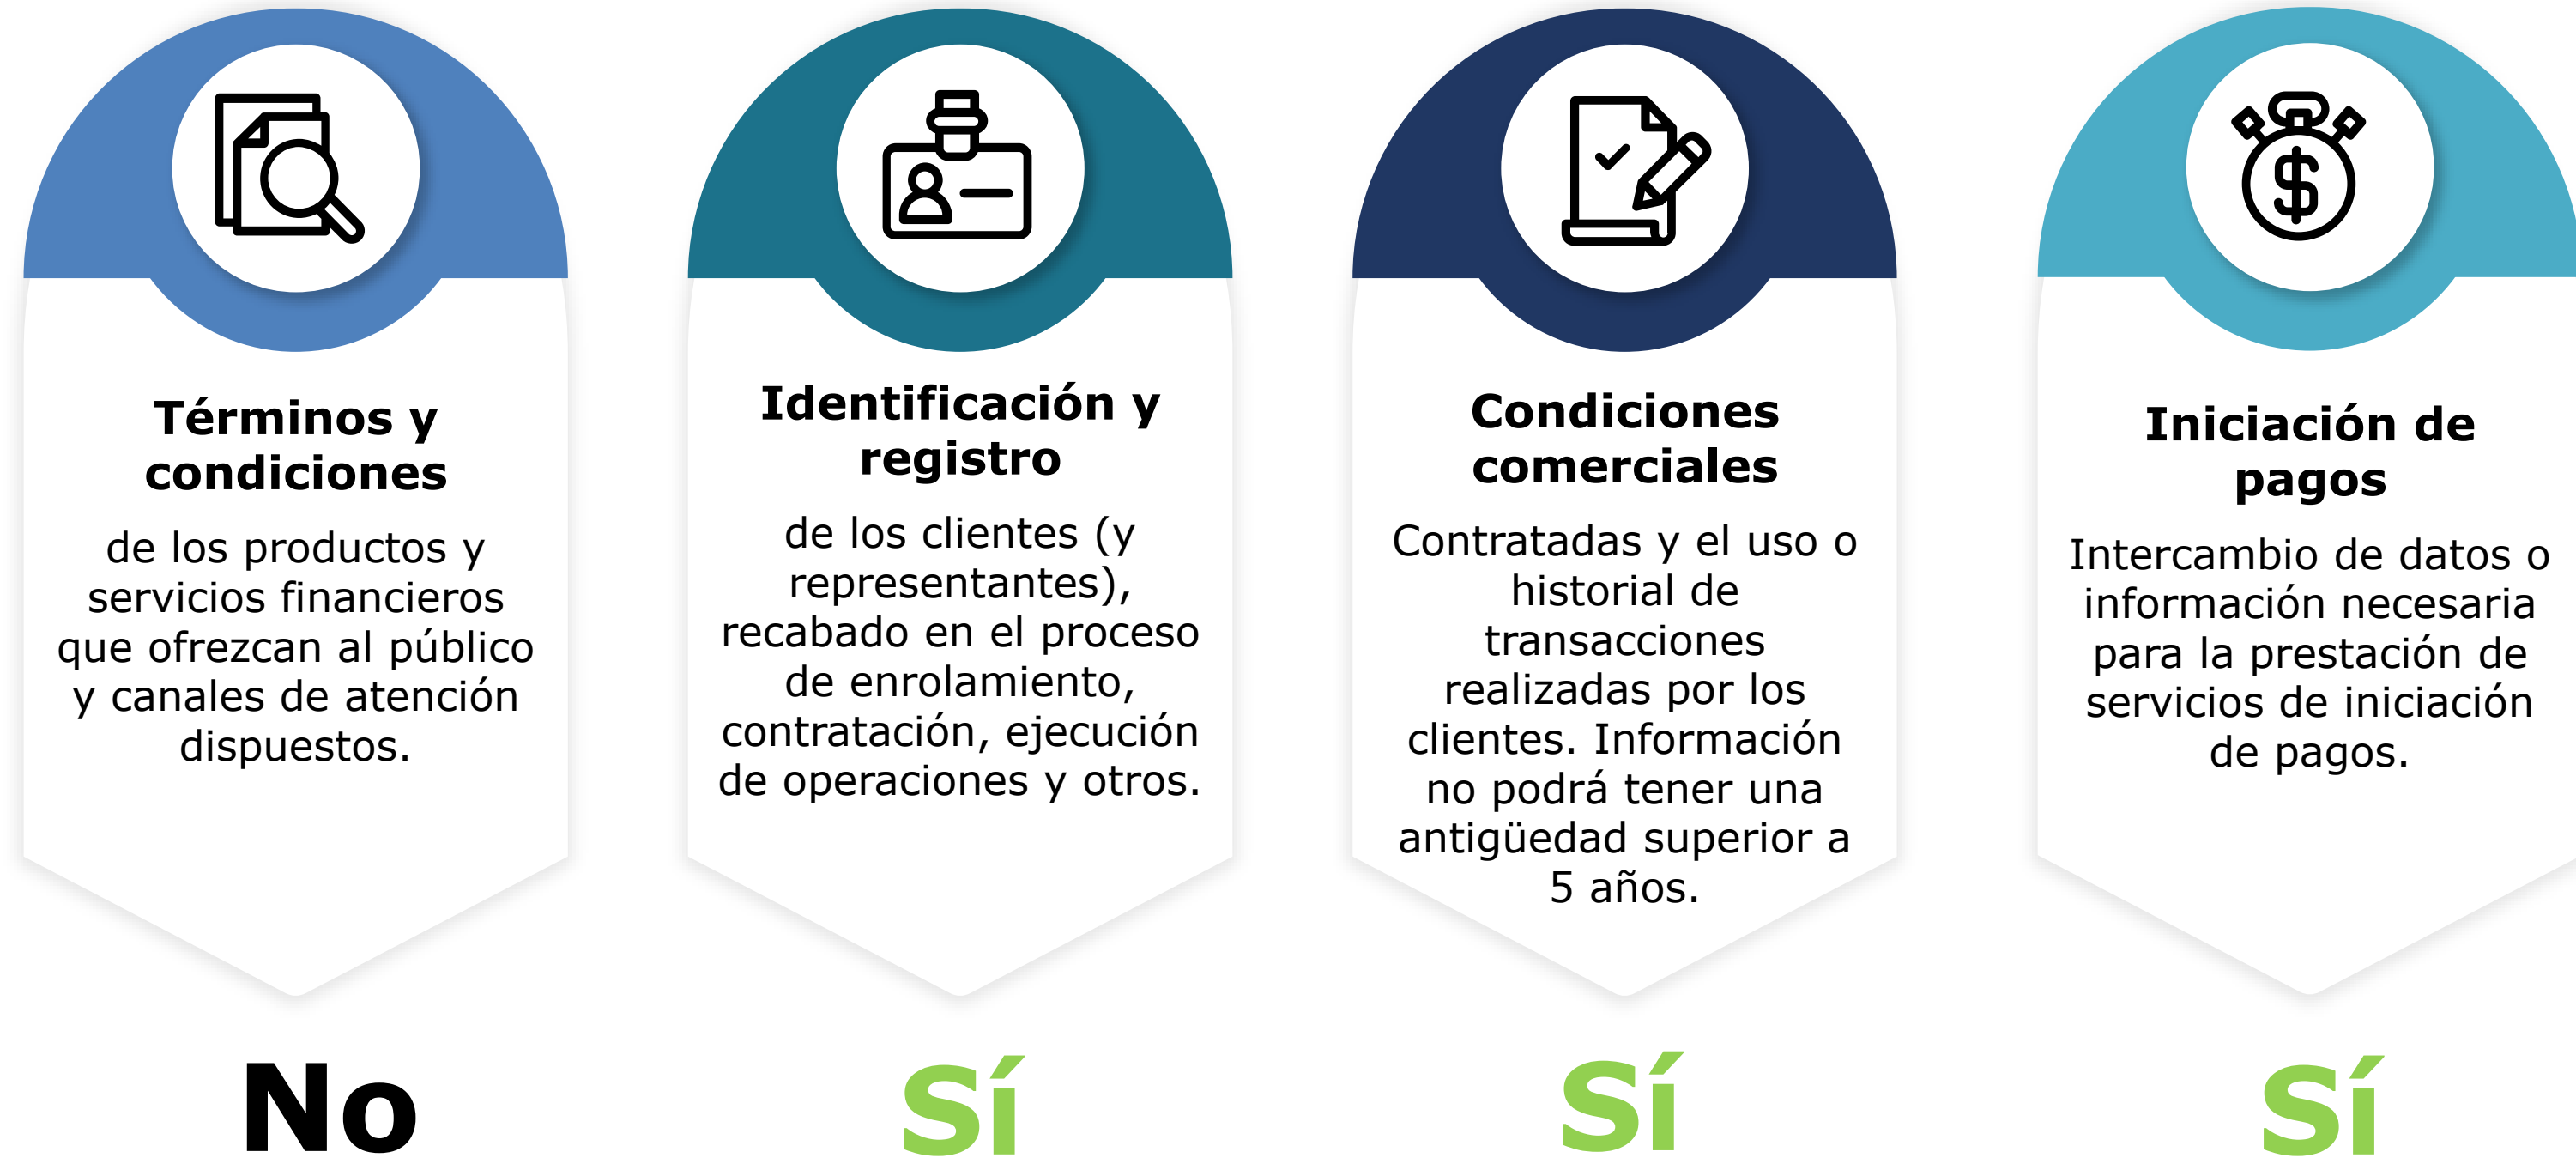 Términos y
condiciones
de los productos y
servicios financieros
que ofrezcan al público
y canales de atención
dispuestos.
No
Identificación y
registro
de los clientes (y
representantes),
recabado en el proceso
de enrolamiento,
contratación, ejecución
de operaciones y otros.
Sí
Condiciones
comerciales
Contratadas y el uso o
historial de
transacciones
realizadas por los
clientes. Información
no podrá tener una
antigüedad superior a
5 años.
Sí
$
Iniciación de
pagos
Intercambio de datos o
información necesaria
para la prestación de
servicios de iniciación
de pagos.
Sí